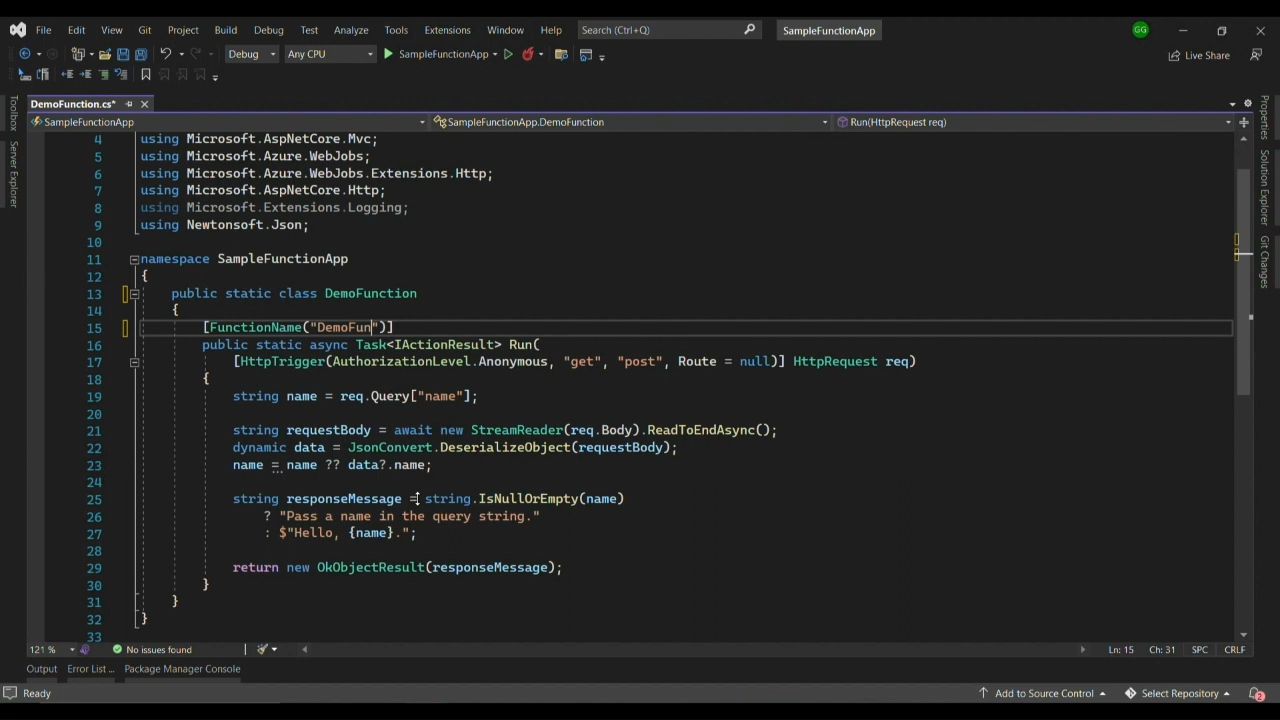 File Edit View Git Project Build Debug Test Analyze Tools Extensions Window Help Search (Ctrl+Q) SampleFunctionApp GG
Debug Any CPU SampleFunctionApp Live Share
DemoFunction.cs*
SampleFunctionApp SampleFunctionApp.DemoFunction Run(HttpRequest req)
Toolbox
Server Explorer
4 using Microsoft.AspNetCore.Mvc;
5 using Microsoft.Azure.WebJobs;
6 using Microsoft.Azure.WebJobs.Extensions.Http;
7 using Microsoft.AspNetCore.Http;
8 using Microsoft.Extensions.Logging;
9 using Newtonsoft.Json;
10
11 namespace SampleFunctionApp
12 {
13 public static class DemoFunction
14 {
15 [FunctionName("DemoFun")]
16 public static async Task<IActionResult> Run(
17 [HttpTrigger(AuthorizationLevel.Anonymous, "get", "post", Route = null)] HttpRequest req)
18 {
19 string name = req.Query["name"];
20
21 string requestBody = await new StreamReader(req.Body).ReadToEndAsync();
22 dynamic data = JsonConvert.DeserializeObject(requestBody);
23 name = name ?? data?.name;
24
25 string responseMessage = string.IsNullOrEmpty(name)
26 ? "Pass a name in the query string."
27 : $"Hello, {name}.";
28
29 return new OkObjectResult(responseMessage);
30 }
31 }
32 }
33
Properties
Solution Explorer
Git Changes
121 % No issues found Ln: 15 Ch: 31 SPC CRLF
Output Error List ... Package Manager Console
Ready Add to Source Control Select Repository 2